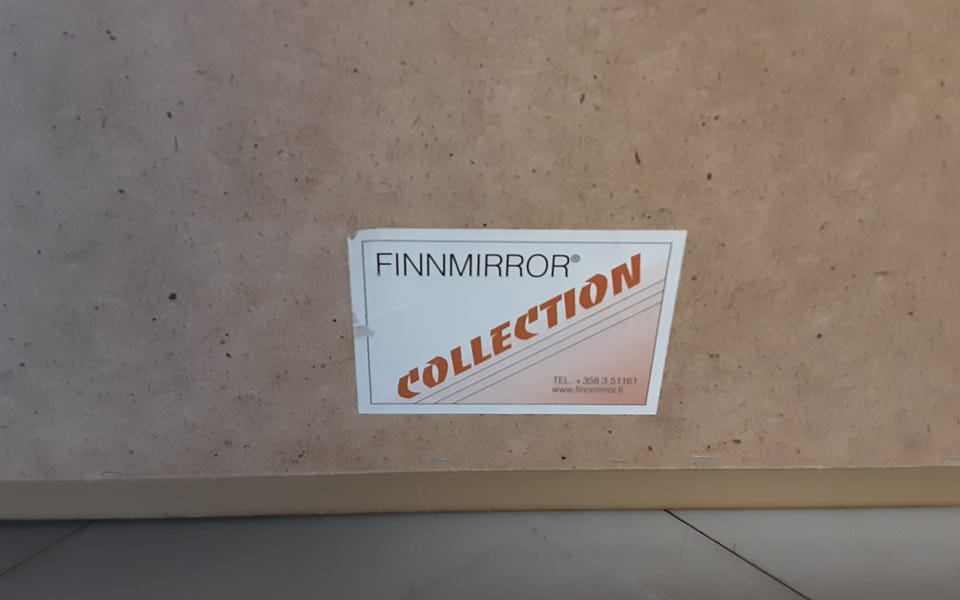 FINNMIRROR®
COLLECTION
TEL. +358 3 51161
www.finnmirror.fi